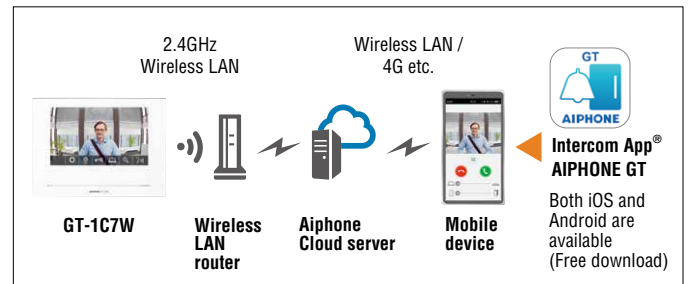 2.4GHz
Wireless LAN
Wireless LAN /
4G etc.
GT
AIPHONE
Intercom App®
AIPHONE GT
Both iOS and
Android are
available
(Free download)
GT-1C7W
Wireless
LAN
router
Aiphone
Cloud server
Mobile
device